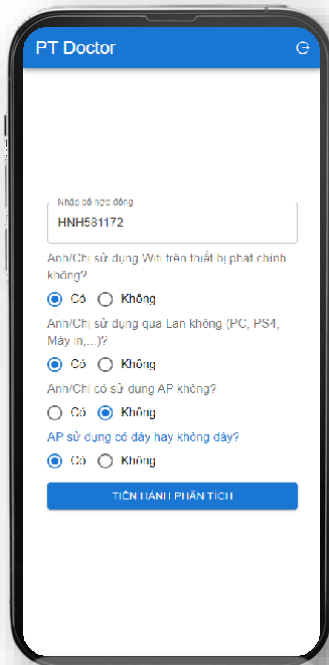 PT Doctor
Nhập số hợp đồng
HNH581172
Anh/Chị sử dụng Wifi trên thiết bị phát chính
không?
Có Không
Anh/Chị sử dụng qua Lan không (PC, PS4,
Máy in,...)?
Có Không
Anh/Chị có sử dụng AP không?
Có Không
AP sử dụng có dây hay không dây?
Có Không
TIẾN HÀNH PHÂN TÍCH